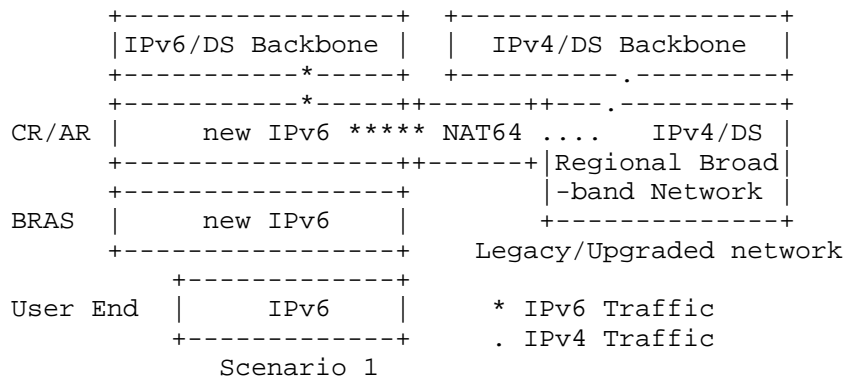 +-----------------+ +--------------------+
|IPv6/DS Backbone | | IPv4/DS Backbone |
+-----------*-----+ +----------.---------+
+-----------*-----++------++---.----------+
CR/AR | new IPv6 ***** NAT64 .... IPv4/DS |
+-----------------++------+|Regional Broad|
+-----------------+ |-band Network |
BRAS | new IPv6 | +--------------+
+-----------------+ Legacy/Upgraded network
+-------------+
User End | IPv6 | * IPv6 Traffic
+-------------+ . IPv4 Traffic
Scenario 1